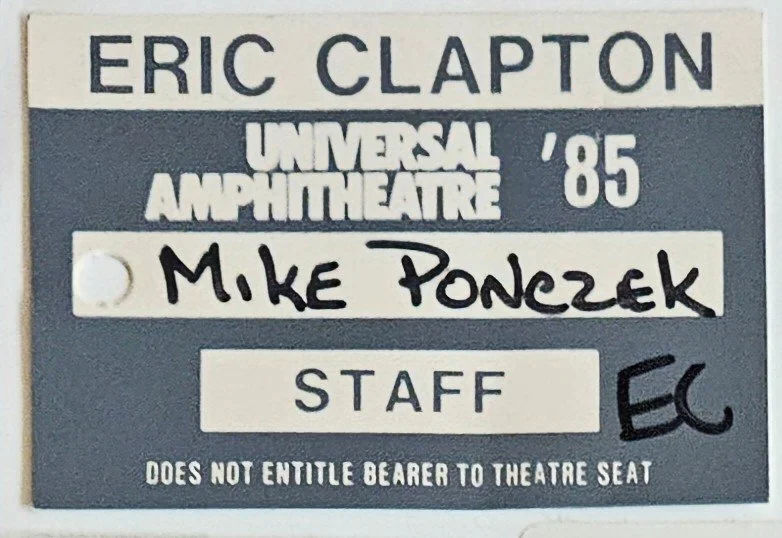 ERIC CLAPTON
UNIVERSAL
AMPHITHEATRE '85
MIKE PONCZEK
STAFF EC
DOES NOT ENTITLE BEARER TO THEATRE SEAT